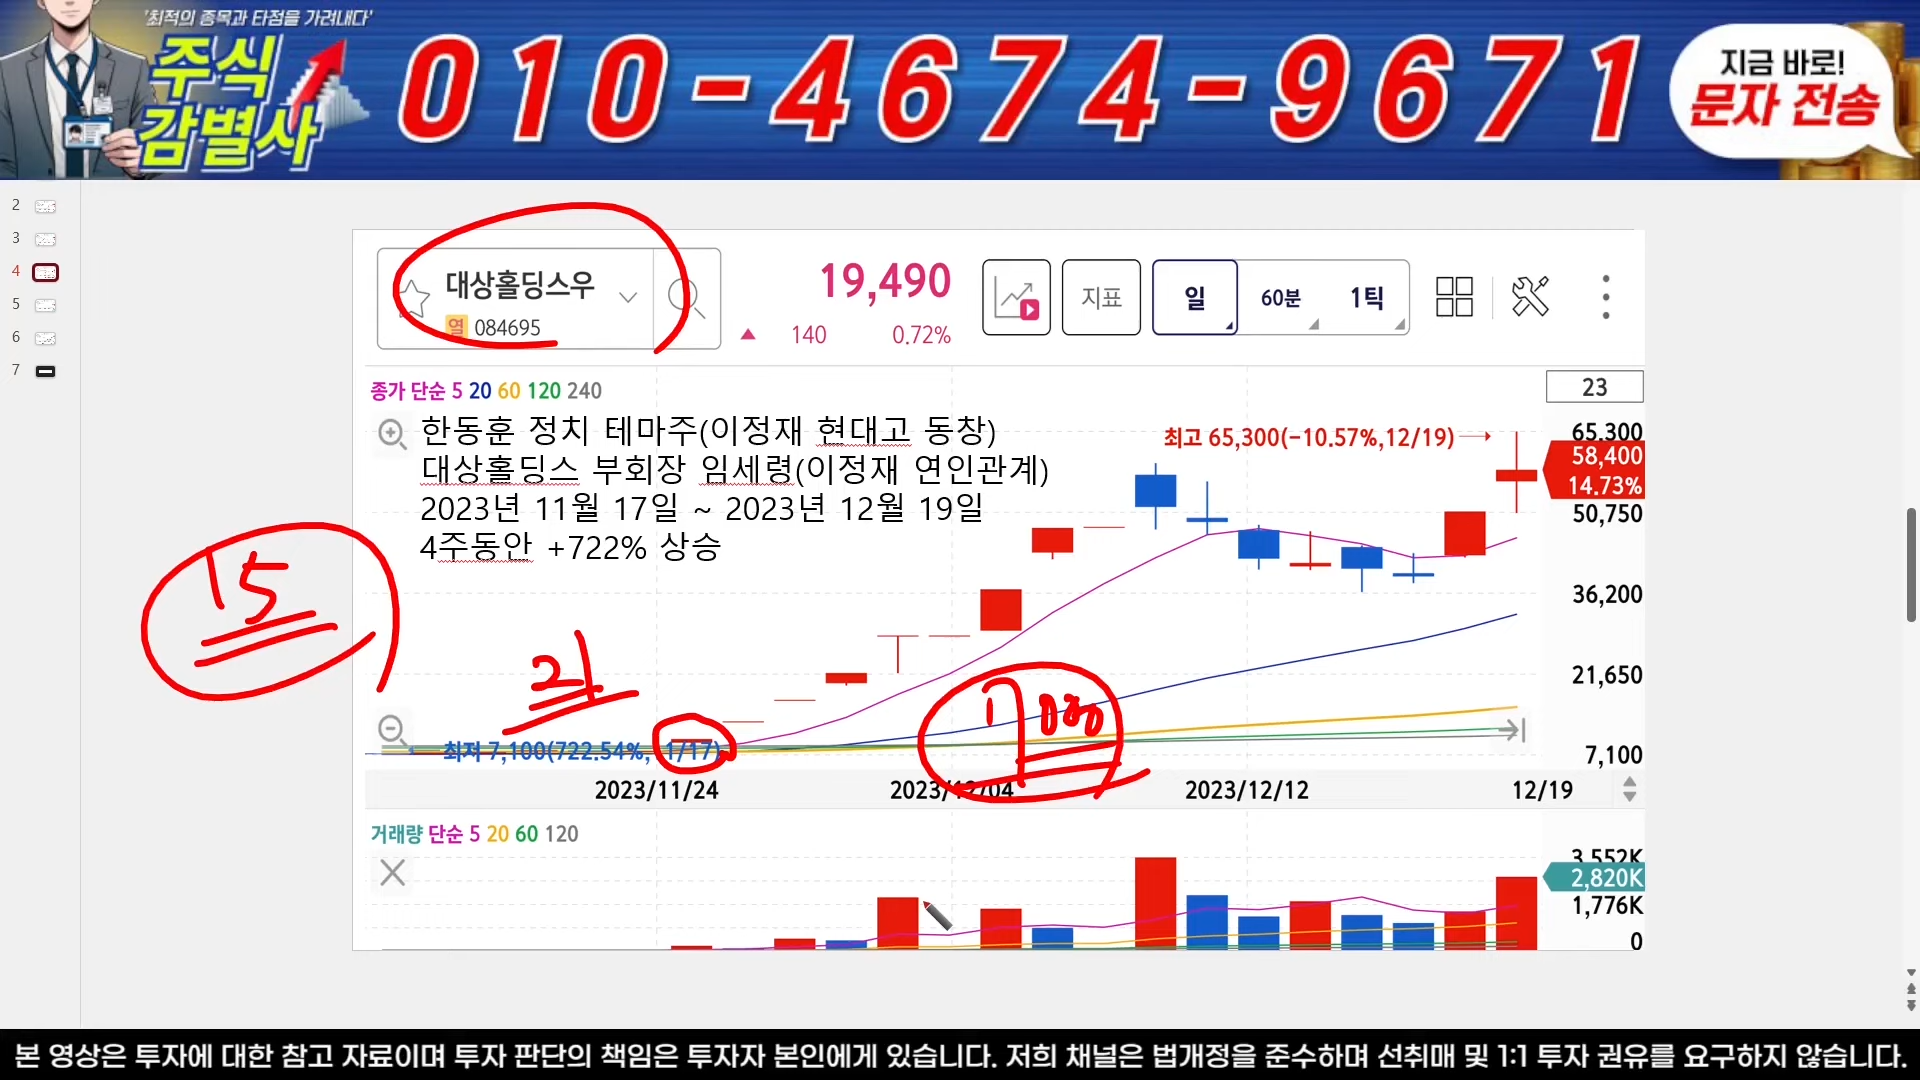 '최적의 종목과 타점을 가려내다'
주식
감별사
010-4674-9671
지금 바로!
문자 전송
2
3
4
5
6
7
대상홀딩스우
열 084695
19,490
▲ 140 0.72%
지표
일 60분 1틱
종가 단순 5 20 60 120 240
23
한동훈 정치 테마주(이정재 현대고 동창)
대상홀딩스 부회장 임세령(이정재 연인관계)
2023년 11월 17일 ~ 2023년 12월 19일
4주동안 +722% 상승
최고 65,300(-10.57%,12/19)
65,300
58,400
14.73%
50,750
36,200
21,650
7,100
15
21
최저 7,100(722.54%, 1/17)
2023/11/24 2023/12/04 2023/12/12 12/19
거래량 단순 5 20 60 120
3,552K
2,820K
1,776K
0
본 영상은 투자에 대한 참고 자료이며 투자 판단의 책임은 투자자 본인에게 있습니다. 저희 채널은 법개정을 준수하며 선취매 및 1:1 투자 권유를 요구하지 않습니다.